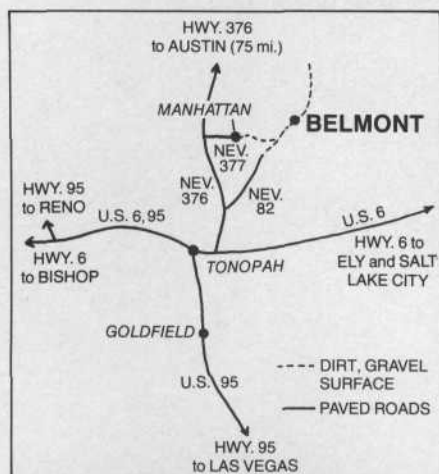 HWY. 376
to AUSTIN (75 mi.)
MANHATTAN
BELMONT
NEV.
377
HWY. 95
to RENO
NEV.
376
NEV.
82
U.S. 6,95
U.S. 6
HWY. 6
to BISHOP
TONOPAH
HWY. 6 to
ELY and SALT
LAKE CITY
GOLDFIELD
DIRT, GRAVEL
SURFACE
U.S. 95
PAVED ROADS
HWY. 95
to LAS VEGAS